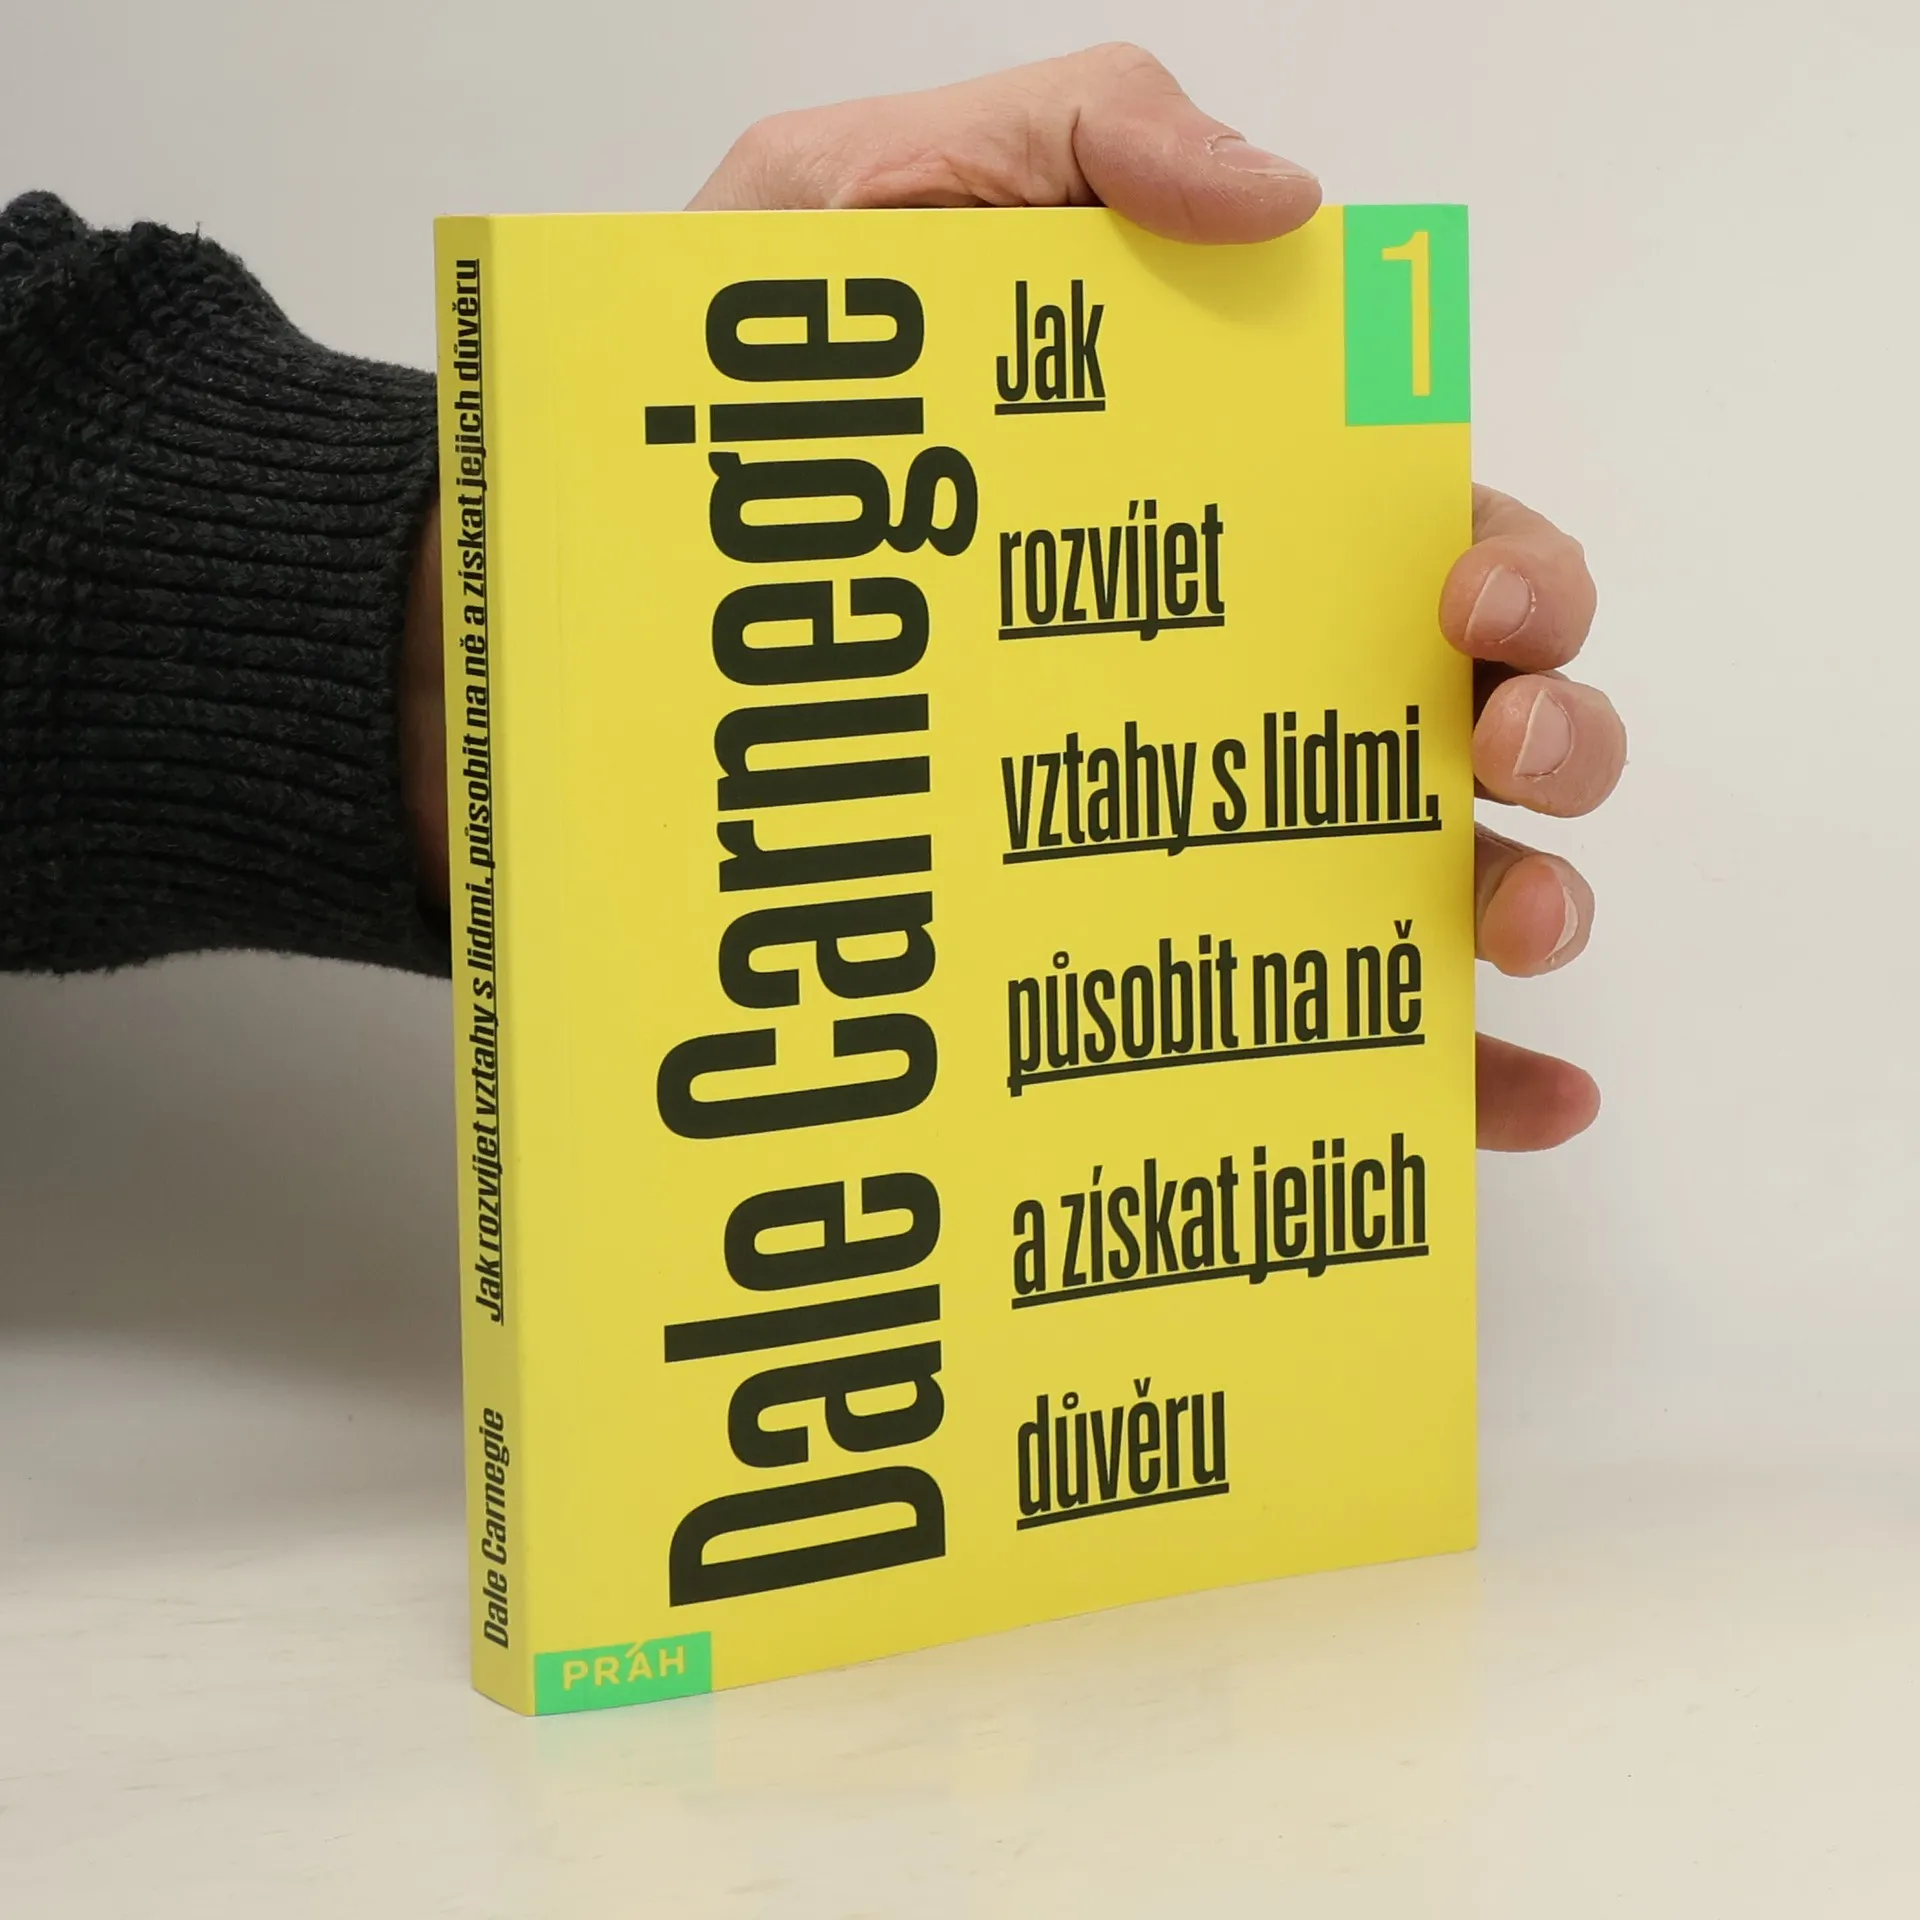 Dale Carnegie
Jak
rozvíjet
vztahy s lidmi,
působit na ně
a získat jejich
důvěru
1
PRÁH
Dale Carnegie Jak rozvíjet vztahy s lidmi, působit na ně a získat jejich důvěru